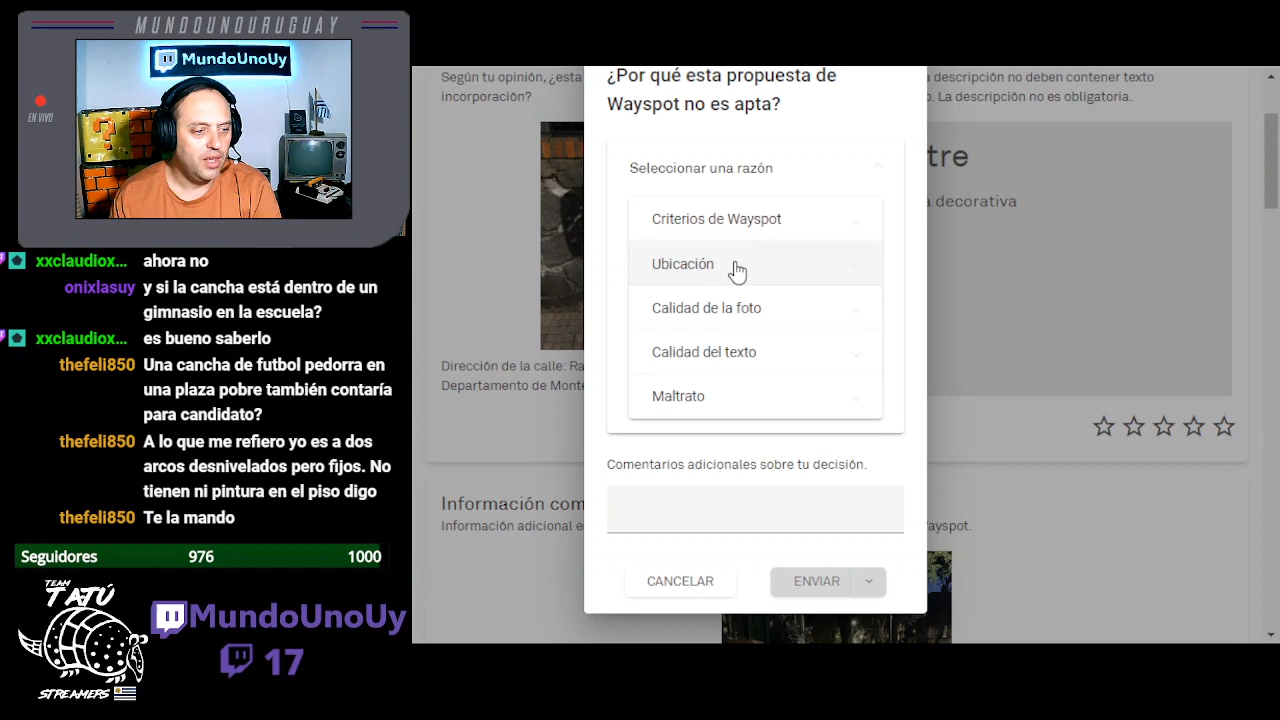 MUNDOUNOURUGUAY
MundoUnoUy
EN VIVO
xxclaudiox... ahora no
onixlasuy y si la cancha está dentro de un
gimnasio en la escuela?
xxclaudiox... es bueno saberlo
thefeli850 Una cancha de futbol pedorra en
una plaza pobre también contaría
para candidato?
thefeli850 A lo que me refiero yo es a dos
arcos desnivelados pero fijos. No
tienen ni pintura en el piso digo
thefeli850 Te la mando
Seguidores 976 1000
TEAM
TATÚ
STREAMERS
MundoUnoUy
17
Según tu opinión, ¿esta
incorporación?
Dirección de la calle: Ra
Departamento de Monte
a descripción no deben contener texto
o. La descripción no es obligatoria.
tre
a decorativa
Información com
Información adicional e
ayspot.
¿Por qué esta propuesta de
Wayspot no es apta?
Seleccionar una razón
Criterios de Wayspot
Ubicación
Calidad de la foto
Calidad del texto
Maltrato
Comentarios adicionales sobre tu decisión.
CANCELAR
ENVIAR